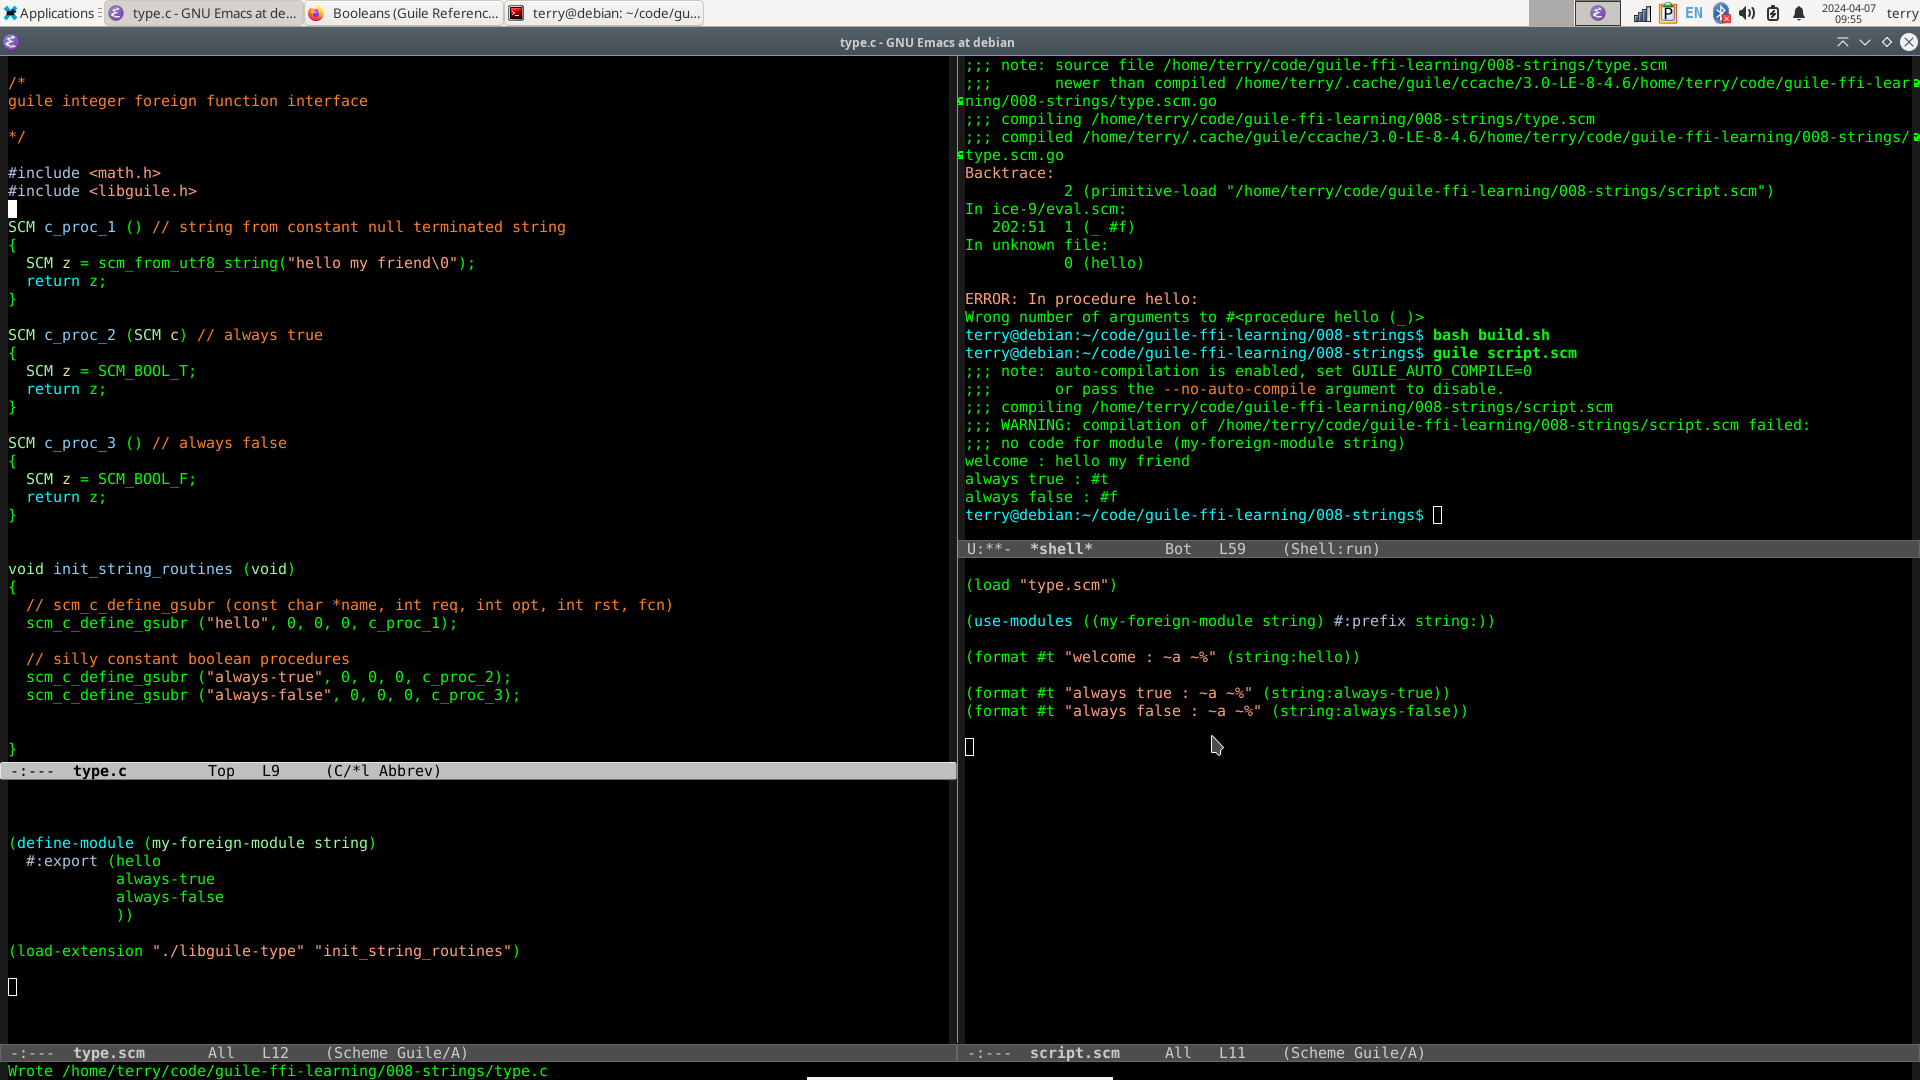 Applications
type.c - GNU Emacs at de...
Booleans (Guile Referenc...
terry@debian: ~/code/gu...
EN
2024-04-07
09:55
terry
type.c - GNU Emacs at debian
/*
guile integer foreign function interface
*/
#include <math.h>
#include <libguile.h>
SCM c_proc_1 () // string from constant null terminated string
{
SCM z = scm_from_utf8_string("hello my friend\0");
return z;
}
SCM c_proc_2 (SCM c) // always true
{
SCM z = SCM_BOOL_T;
return z;
}
SCM c_proc_3 () // always false
{
SCM z = SCM_BOOL_F;
return z;
}
void init_string_routines (void)
{
// scm_c_define_gsubr (const char *name, int req, int opt, int rst, fcn)
scm_c_define_gsubr ("hello", 0, 0, 0, c_proc_1);
// silly constant boolean procedures
scm_c_define_gsubr ("always-true", 0, 0, 0, c_proc_2);
scm_c_define_gsubr ("always-false", 0, 0, 0, c_proc_3);
}
-:--- type.c Top L9 (C/*l Abbrev)
(define-module (my-foreign-module string)
#:export (hello
always-true
always-false
))
(load-extension "./libguile-type" "init_string_routines")
-:--- type.scm All L12 (Scheme Guile/A)
Wrote /home/terry/code/guile-ffi-learning/008-strings/type.c
;;; note: source file /home/terry/code/guile-ffi-learning/008-strings/type.scm
;;; newer than compiled /home/terry/.cache/guile/ccache/3.0-LE-8-4.6/home/terry/code/guile-ffi-lear
ning/008-strings/type.scm.go
;;; compiling /home/terry/code/guile-ffi-learning/008-strings/type.scm
;;; compiled /home/terry/.cache/guile/ccache/3.0-LE-8-4.6/home/terry/code/guile-ffi-learning/008-strings/
type.scm.go
Backtrace:
2 (primitive-load "/home/terry/code/guile-ffi-learning/008-strings/script.scm")
In ice-9/eval.scm:
202:51 1 (_ #f)
In unknown file:
0 (hello)
ERROR: In procedure hello:
Wrong number of arguments to #<procedure hello (_)>
terry@debian:~/code/guile-ffi-learning/008-strings$ bash build.sh
terry@debian:~/code/guile-ffi-learning/008-strings$ guile script.scm
;;; note: auto-compilation is enabled, set GUILE_AUTO_COMPILE=0
;;; or pass the --no-auto-compile argument to disable.
;;; compiling /home/terry/code/guile-ffi-learning/008-strings/script.scm
;;; WARNING: compilation of /home/terry/code/guile-ffi-learning/008-strings/script.scm failed:
;;; no code for module (my-foreign-module string)
welcome : hello my friend
always true : #t
always false : #f
terry@debian:~/code/guile-ffi-learning/008-strings$
U:**- *shell* Bot L59 (Shell:run)
(load "type.scm")
(use-modules ((my-foreign-module string) #:prefix string:))
(format #t "welcome : ~a ~%" (string:hello))
(format #t "always true : ~a ~%" (string:always-true))
(format #t "always false : ~a ~%" (string:always-false))
-:--- script.scm All L11 (Scheme Guile/A)